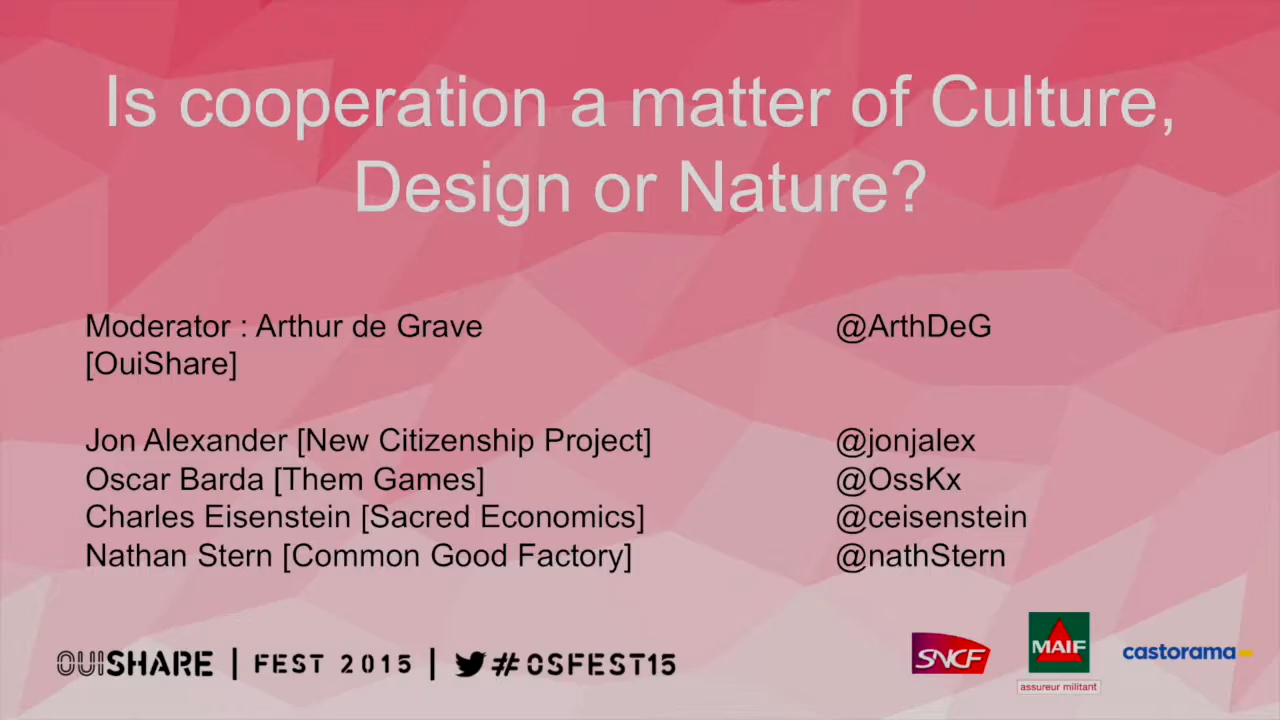 Is cooperation a matter of Culture,
Design or Nature?
Moderator : Arthur de Grave @ArthDeG
[OuiShare]
Jon Alexander [New Citizenship Project] @jonjalex
Oscar Barda [Them Games] @OssKx
Charles Eisenstein [Sacred Economics] @ceisenstein
Nathan Stern [Common Good Factory] @nathStern
OUISHARE | FEST 2015 | #OSFEST15
SNCF
MAIF
assureur militant
castorama